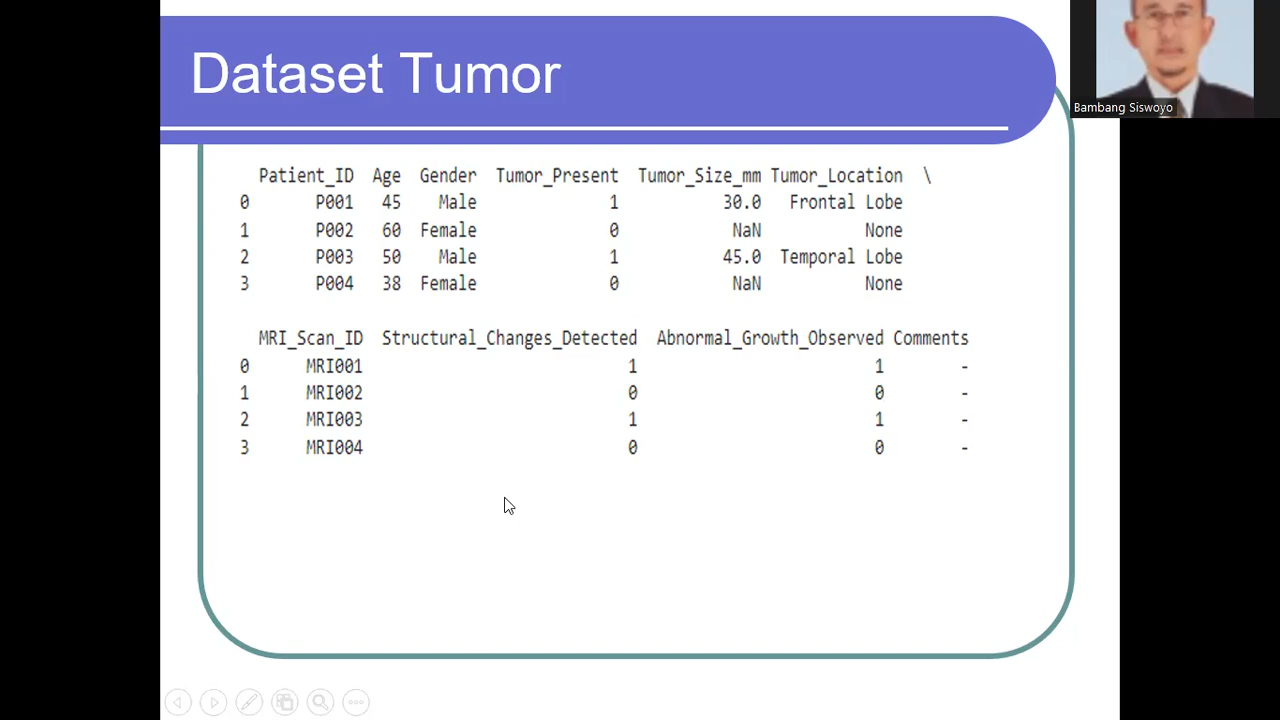 Dataset Tumor
Bambang Siswoyo
Patient_ID Age Gender Tumor_Present Tumor_Size_mm Tumor_Location \
0 P001 45 Male 1 30.0 Frontal Lobe
1 P002 60 Female 0 NaN None
2 P003 50 Male 1 45.0 Temporal Lobe
3 P004 38 Female 0 NaN None
MRI_Scan_ID Structural_Changes_Detected Abnormal_Growth_Observed Comments
0 MRI001 1 1 -
1 MRI002 0 0 -
2 MRI003 1 1 -
3 MRI004 0 0 -